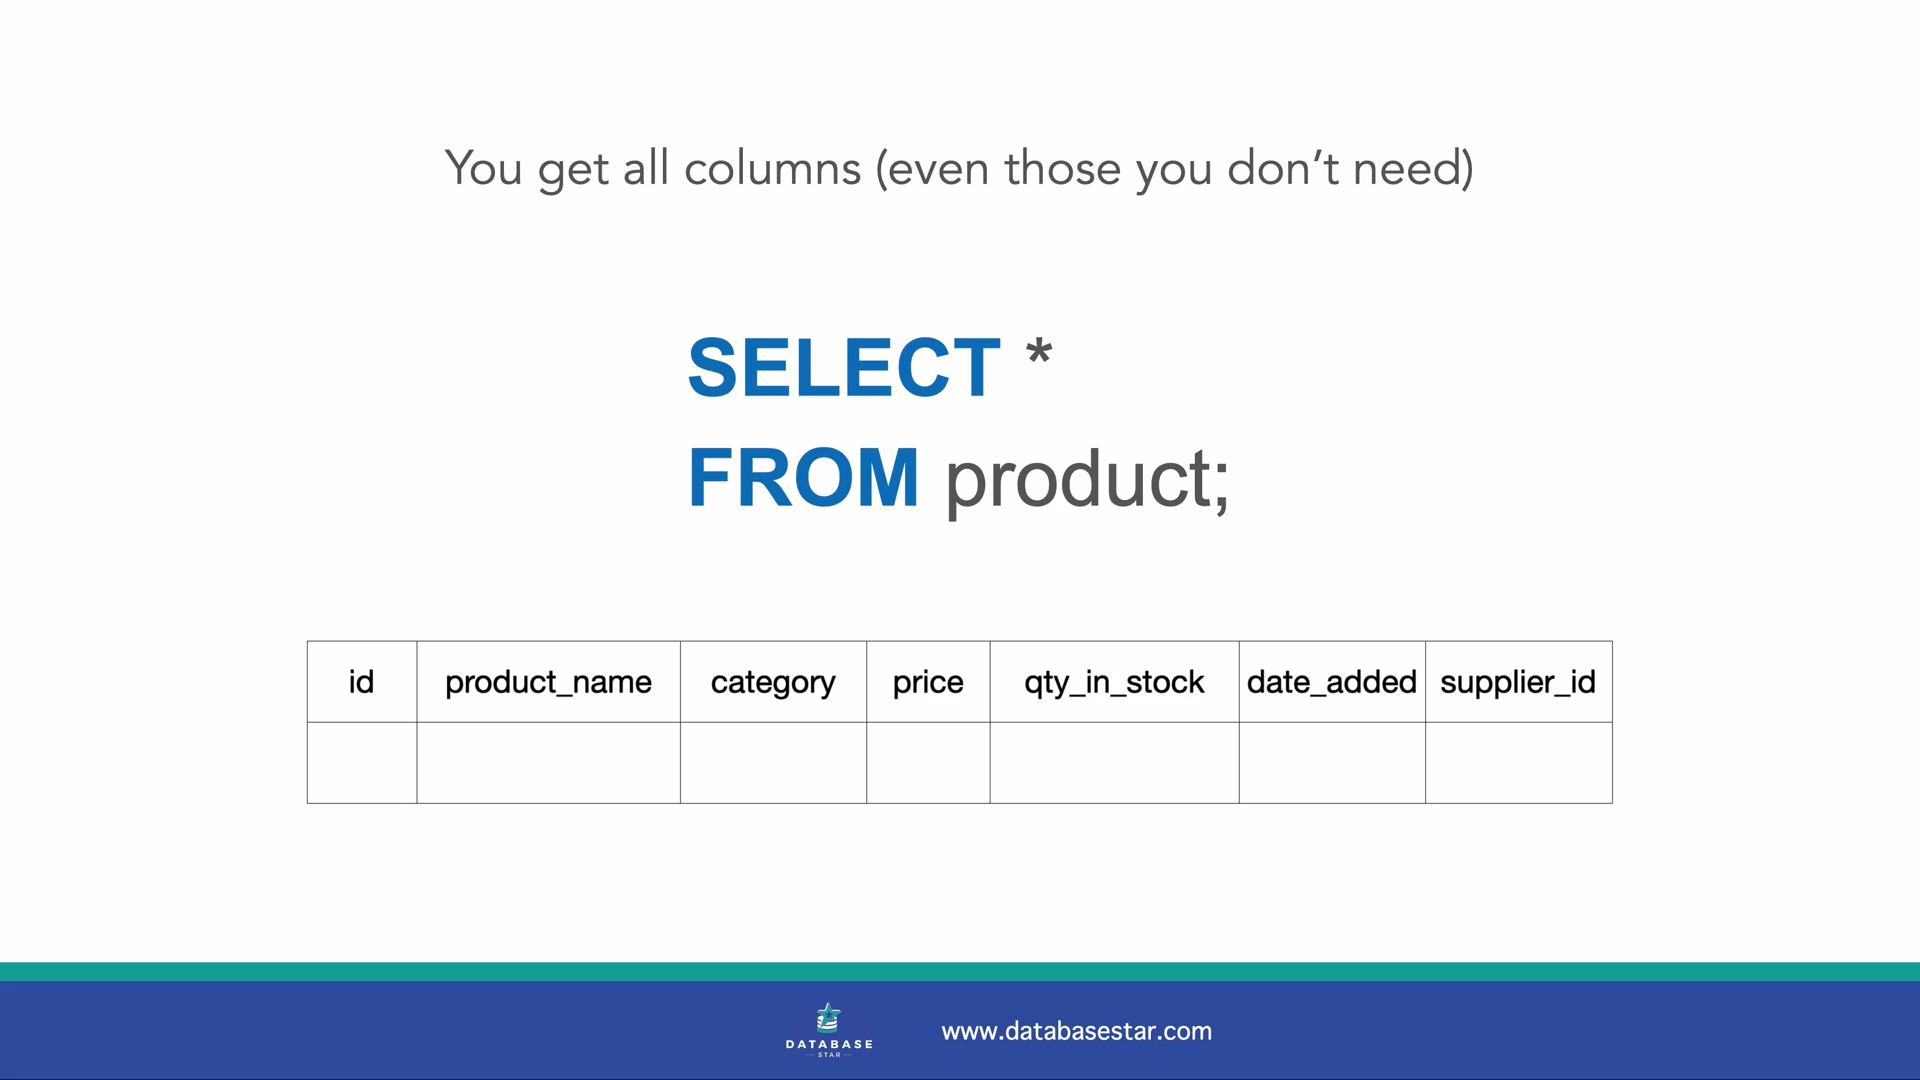 You get all columns (even those you don’t need)
SELECT *
FROM product;
id product_name category price qty_in_stock date_added supplier_id
DATABASE
STAR
www.databasestar.com